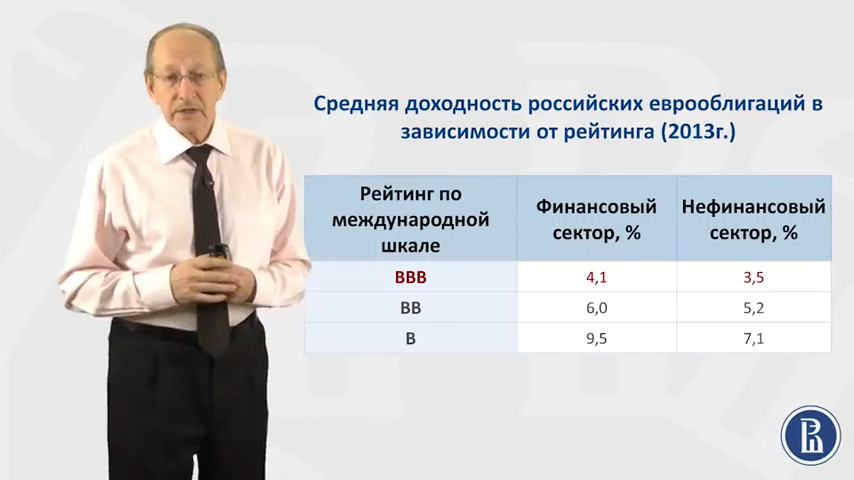 Средняя доходность российских еврооблигаций в
зависимости от рейтинга (2013г.)
Рейтинг по
международной
шкале
Финансовый
сектор, %
Нефинансовый
сектор, %
BBB 4,1 3,5
BB 6,0 5,2
B 9,5 7,1